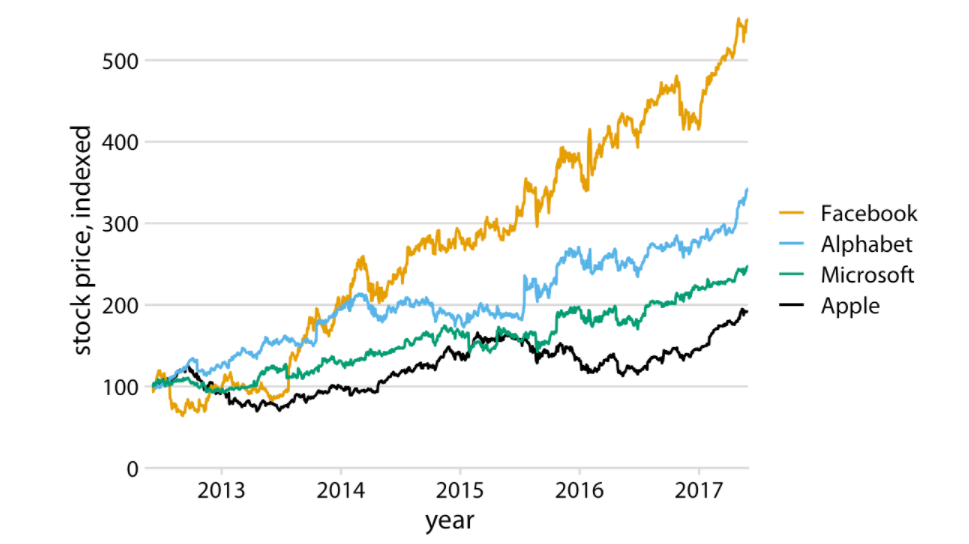 stock price, indexed
500
400
300
200
100
0
2013 2014 2015 2016 2017
year
Facebook
Alphabet
Microsoft
Apple